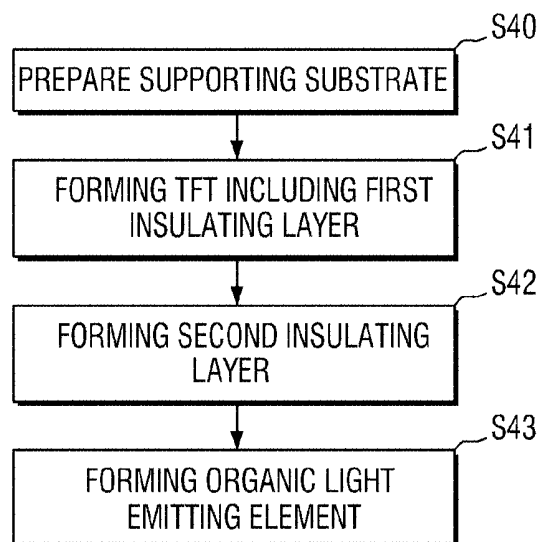 S40
PREPARE SUPPORTING SUBSTRATE
S41
FORMING TFT INCLUDING FIRST
INSULATING LAYER
S42
FORMING SECOND INSULATING
LAYER
S43
FORMING ORGANIC LIGHT
EMITTING ELEMENT